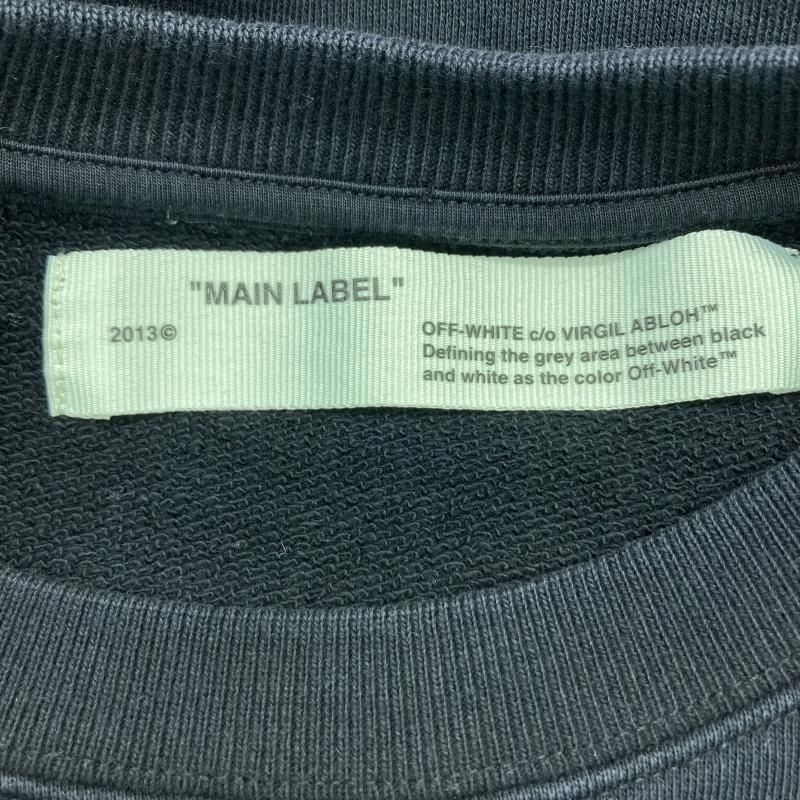 "MAIN LABEL"
2013©
OFF-WHITE c/o VIRGIL ABLOH™
Defining the grey area between black
and white as the color Off-White™